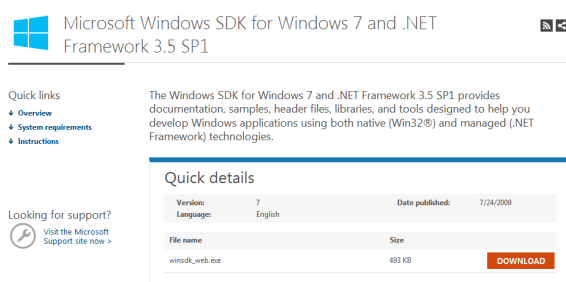 Microsoft Windows SDK for Windows 7 and .NET
Framework 3.5 SP1
Quick links
Overview
System requirements
Instructions
The Windows SDK for Windows 7 and .NET Framework 3.5 SP1 provides
documentation, samples, header files, libraries, and tools designed to help you
develop Windows applications using both native (Win32®) and managed (.NET
Framework) technologies.
Quick details
Version: 7 Date published: 7/24/2009
Language: English
Looking for support?
Visit the Microsoft
Support site now >
File name Size
winsdk_web.exe 493 KB DOWNLOAD